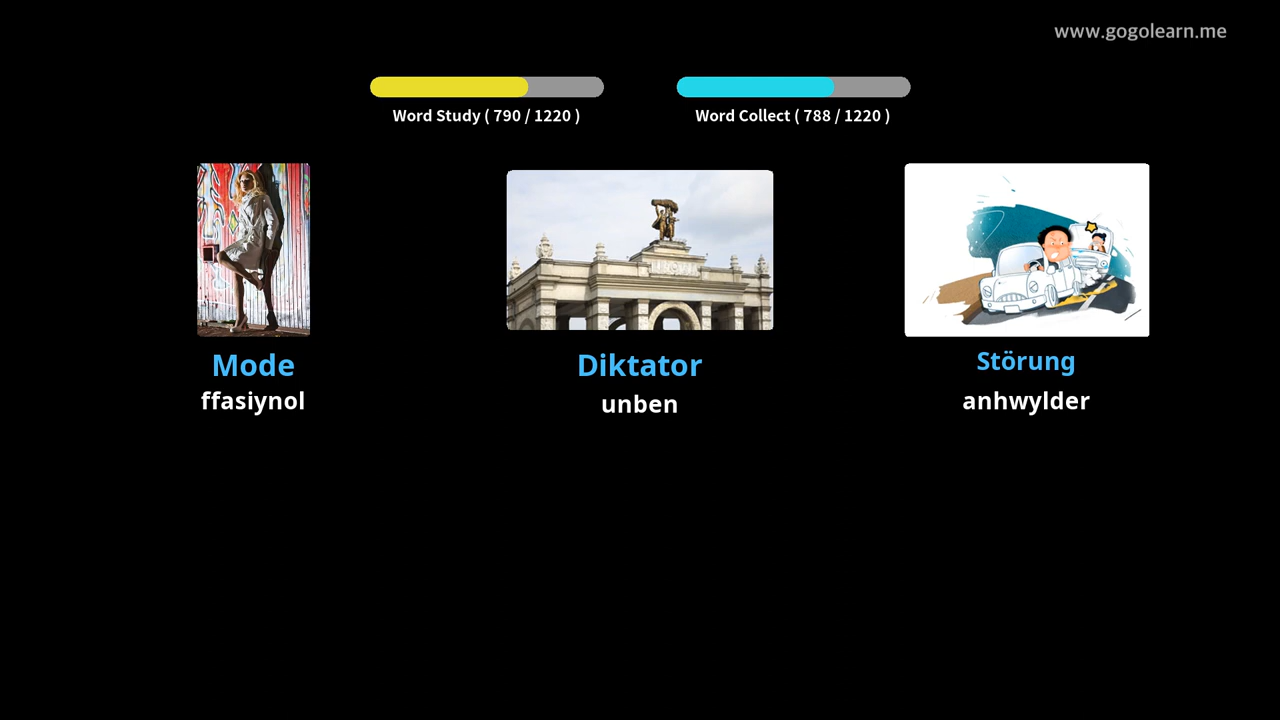 www.gogolearn.me
Word Study ( 790 / 1220 )
Word Collect ( 788 / 1220 )
Mode
ffasiynol
Diktator
unben
Störung
anhwylder